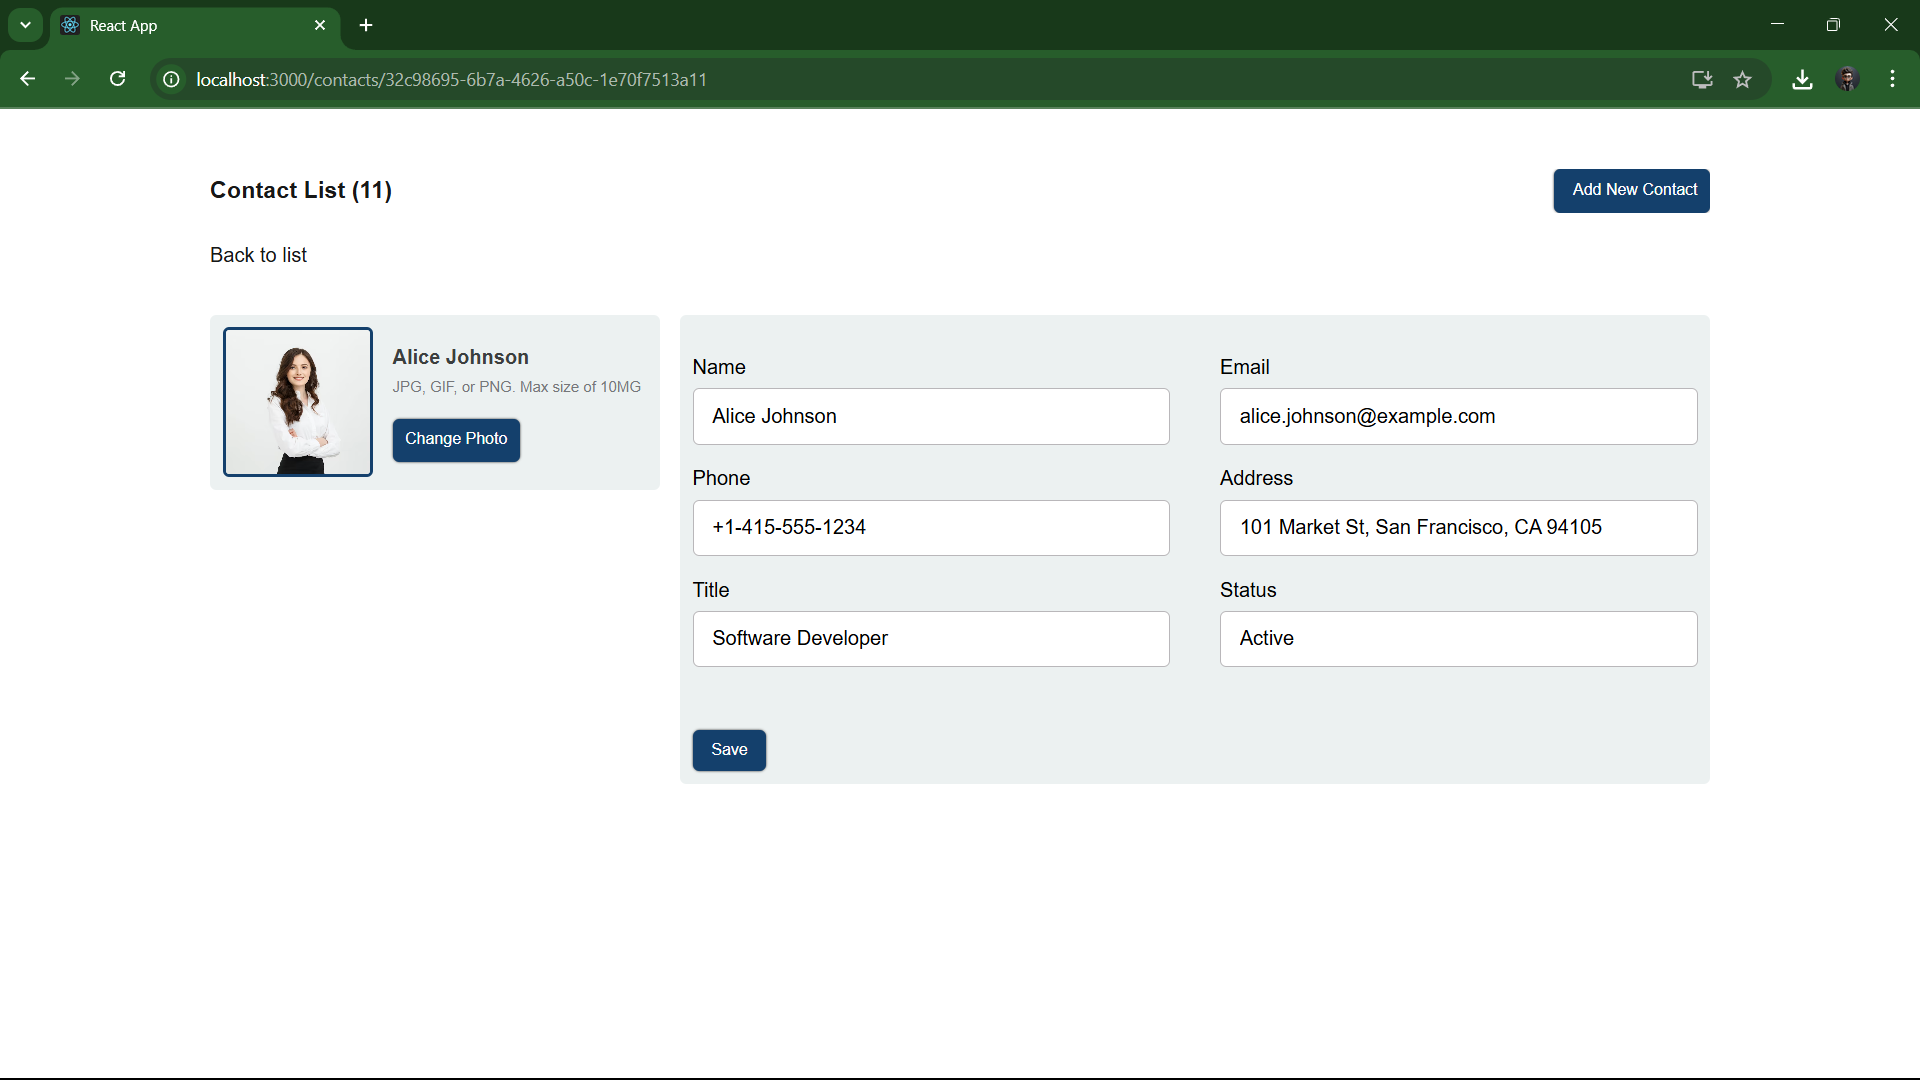 React App
localhost:3000/contacts/32c98695-6b7a-4626-a50c-1e70f7513a11
Contact List (11)
Add New Contact
Back to list
Alice Johnson
JPG, GIF, or PNG. Max size of 10MG
Change Photo
Name
Email
Alice Johnson
alice.johnson@example.com
Phone
Address
+1-415-555-1234
101 Market St, San Francisco, CA 94105
Title
Status
Software Developer
Active
Save